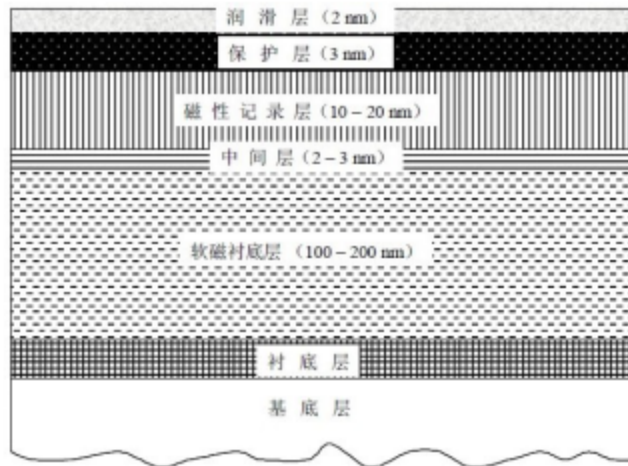 润滑层(2 nm)
保护层(3 nm)
磁性记录层(10 – 20 nm)
中间层(2 – 3 nm)
软磁衬底层(100 – 200 nm)
衬底层
基底层